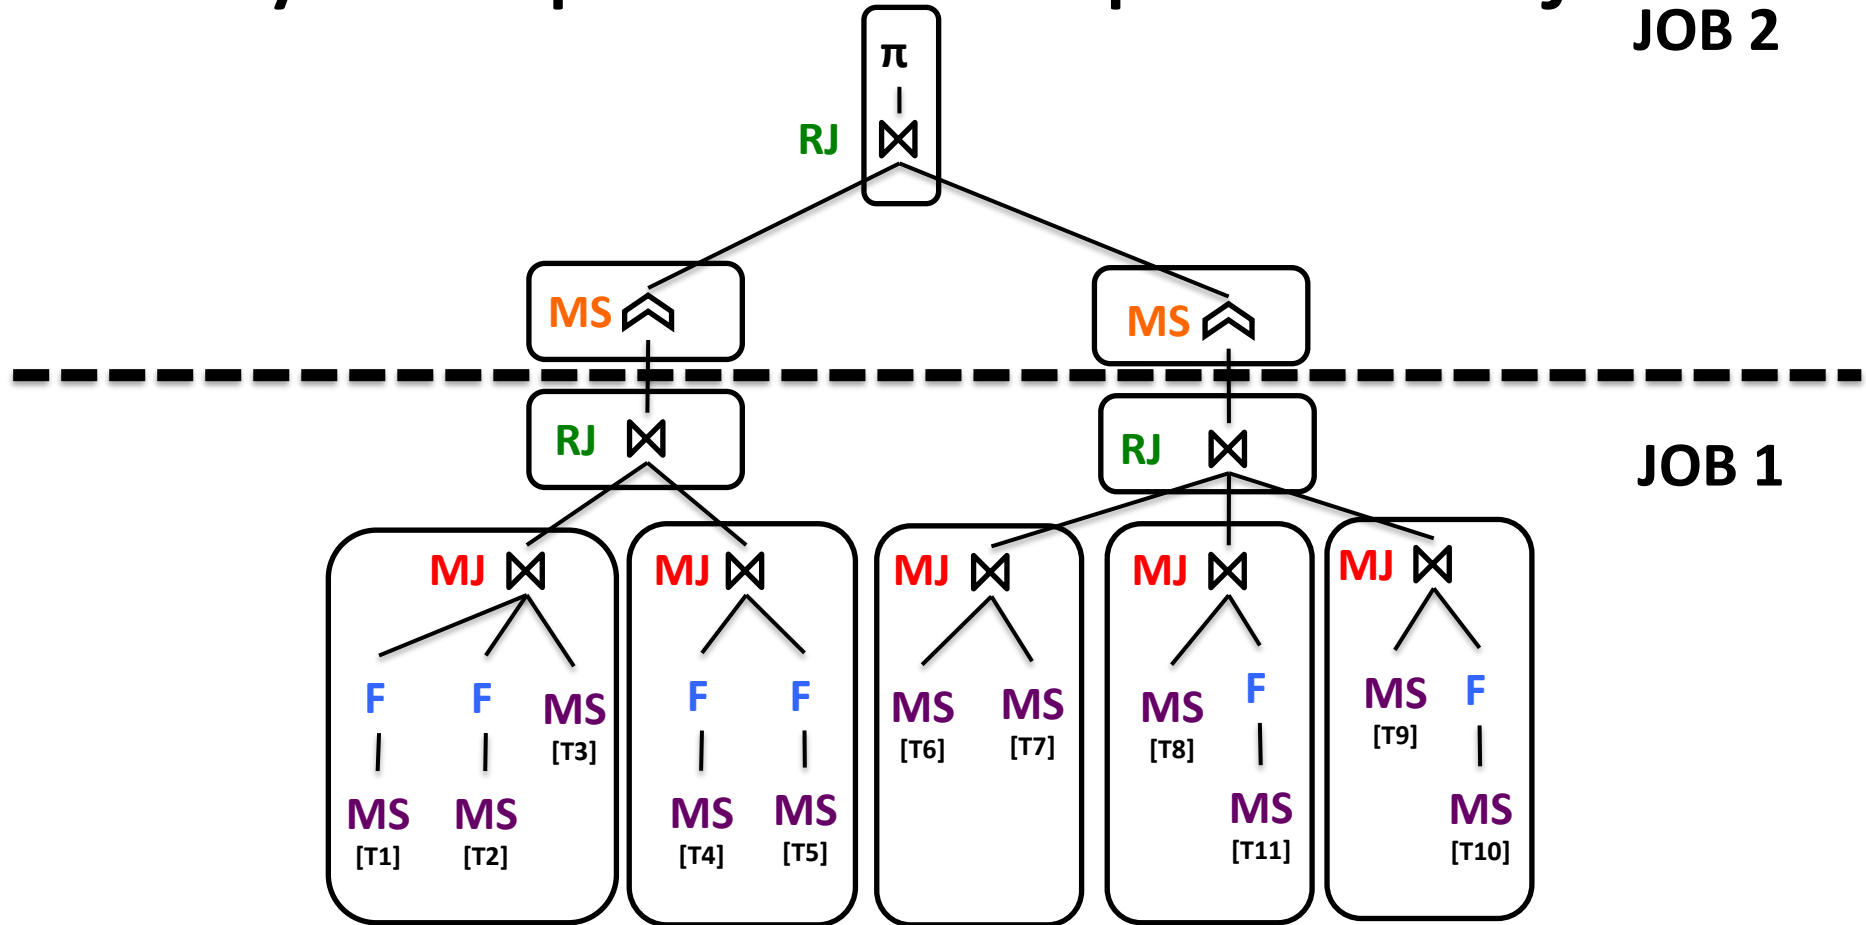 JOB 2
π
RJ ⋈
MS MS
RJ ⋈ RJ ⋈
JOB 1
MJ ⋈ MJ ⋈ MJ ⋈ MJ ⋈ MJ ⋈
F F MS F F MS MS MS F MS F
[T3] [T6] [T7] [T8] [T9]
MS MS MS MS MS MS
[T1] [T2] [T4] [T5] [T11] [T10]